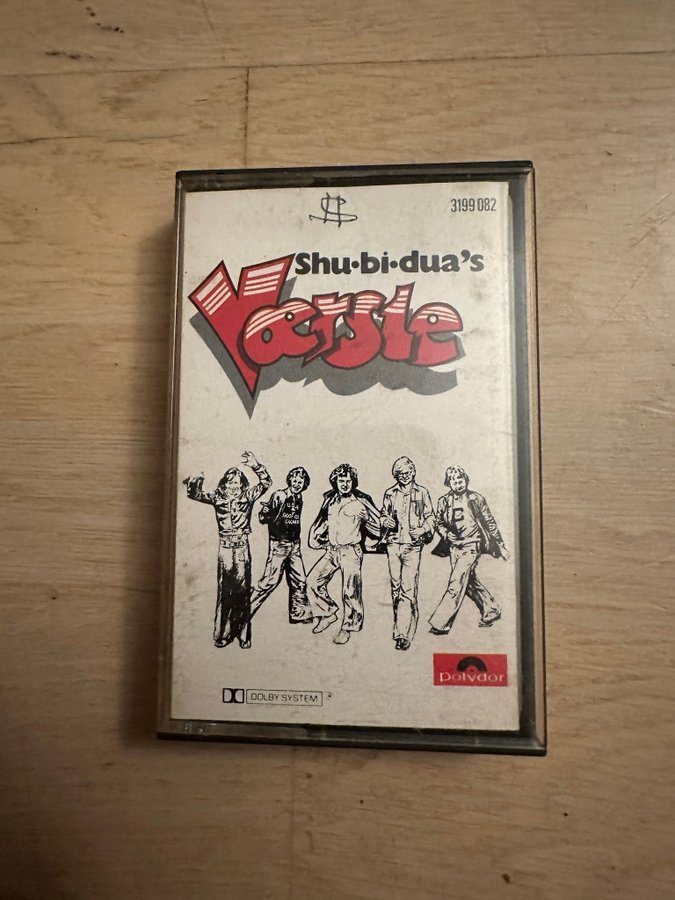 3199 082
Shu·bi·dua's
Værste
polydor
DOLBY SYSTEM